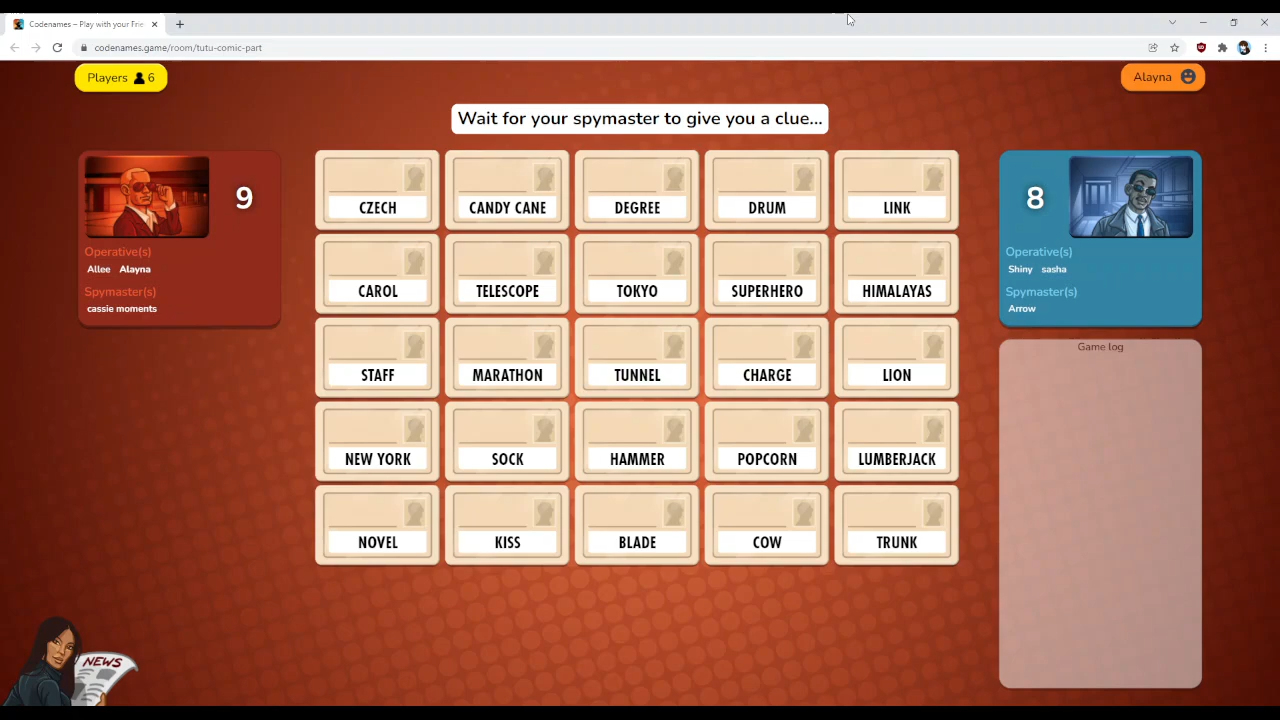 Codenames – Play with your Frie
codenames.game/room/tutu-comic-part
Players 6
Alayna
Wait for your spymaster to give you a clue...
9
Operative(s)
Allee Alayna
Spymaster(s)
cassie moments
CZECH CANDY CANE DEGREE DRUM LINK
CAROL TELESCOPE TOKYO SUPERHERO HIMALAYAS
STAFF MARATHON TUNNEL CHARGE LION
NEW YORK SOCK HAMMER POPCORN LUMBERJACK
NOVEL KISS BLADE COW TRUNK
8
Operative(s)
Shiny sasha
Spymaster(s)
Arrow
Game log
NEWS